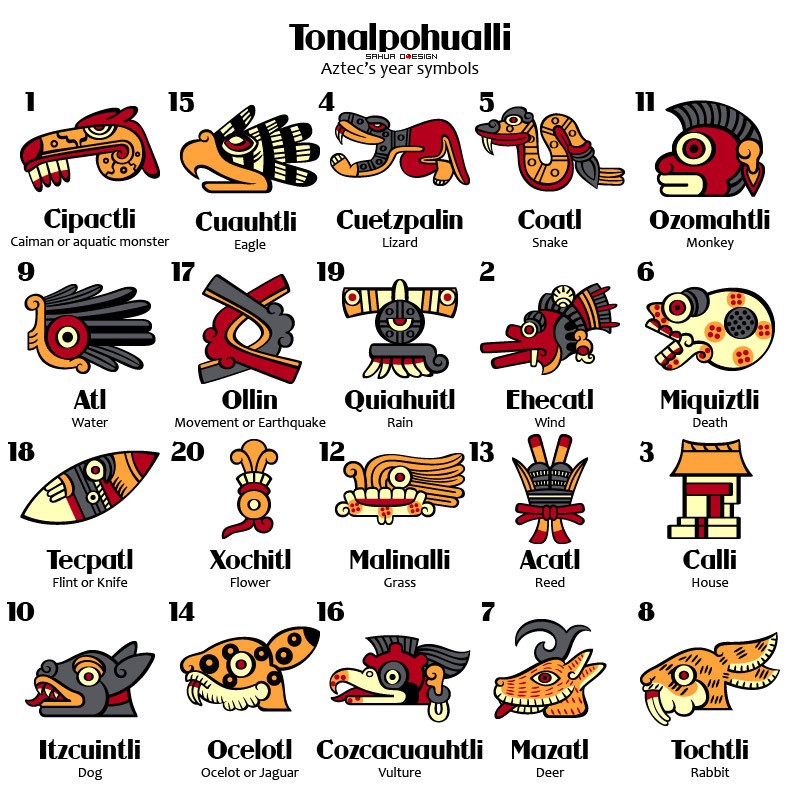 Tonalpohualli
SAHUA DESIGN
Aztec's year symbols
1
15
4
5
11
Cipactli
Cuauhtli
Cuetzpalin
Coatl
Ozomahtli
Caiman or aquatic monster
Eagle
Lizard
Snake
Monkey
9
17
19
2
6
Atl
Ollin
Quiahuitl
Ehecatl
Miquiztli
Water
Movement or Earthquake
Rain
Wind
Death
18
20
12
13
3
Tecpatl
Xochitl
Malinalli
Acatl
Calli
Flint or Knife
Flower
Grass
Reed
House
10
14
16
7
8
Itzcuintli
Ocelotl
Cozcacuauhtli
Mazatl
Tochtli
Dog
Ocelot or Jaguar
Vulture
Deer
Rabbit